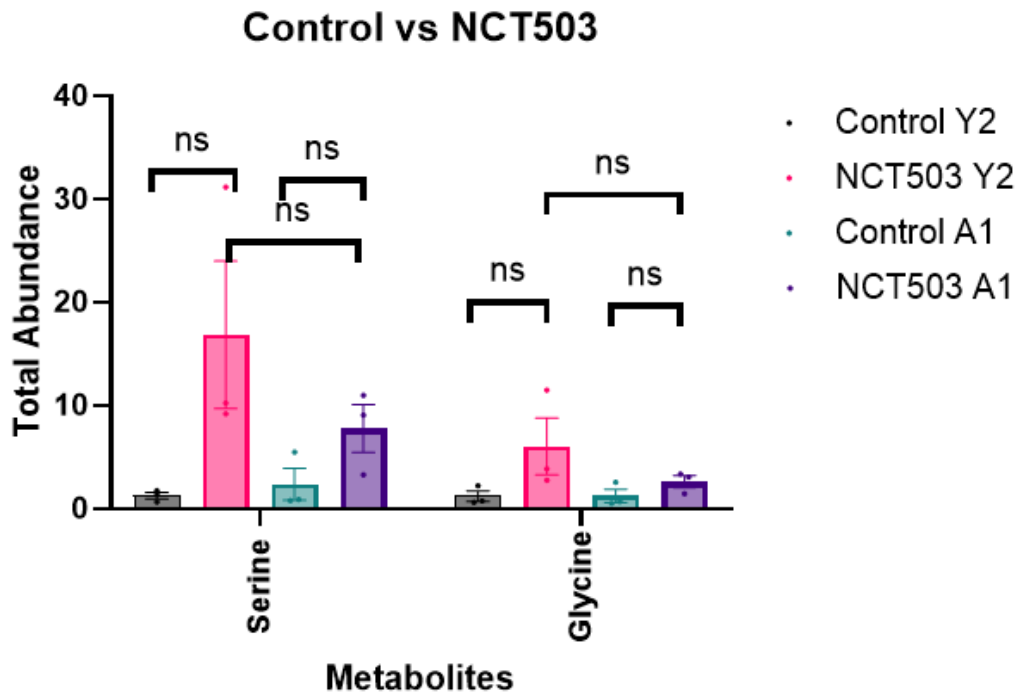 Control vs NCT503
Total Abundance
40
30
20
10
0
ns
ns
ns
ns
ns
ns
Serine
Glycine
Metabolites
Control Y2
NCT503 Y2
Control A1
NCT503 A1